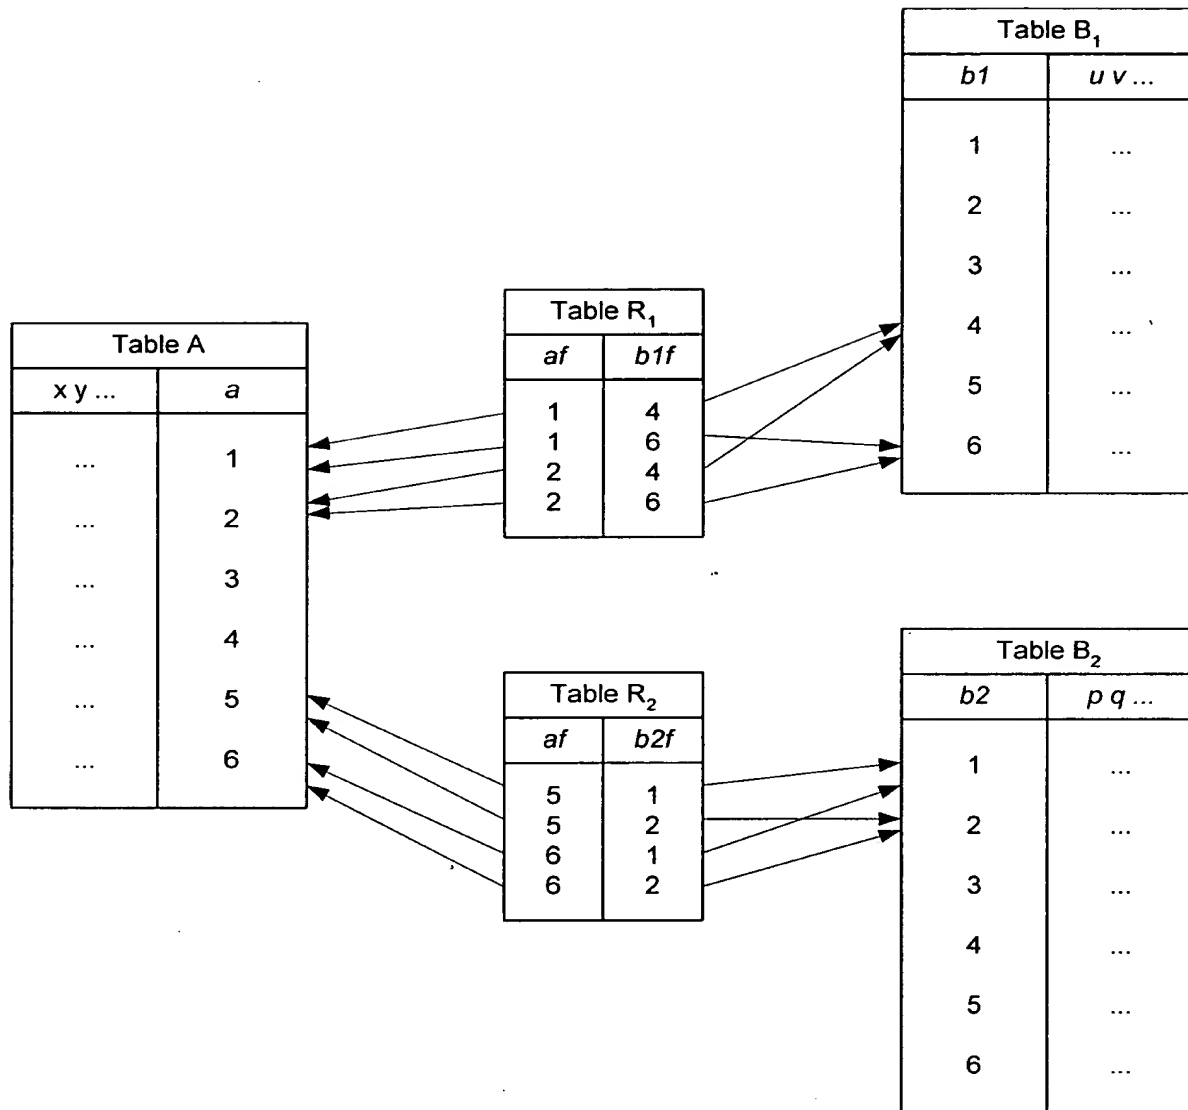 Table B1
b1 u v ...
1 ...
2 ...
3 ...
4 ...
5 ...
6 ...
Table R1
af b1f
1 4
1 6
2 4
2 6
Table A
x y ... a
... 1
... 2
... 3
... 4
... 5
... 6
Table R2
af b2f
5 1
5 2
6 1
6 2
Table B2
b2 p q ...
1 ...
2 ...
3 ...
4 ...
5 ...
6 ...